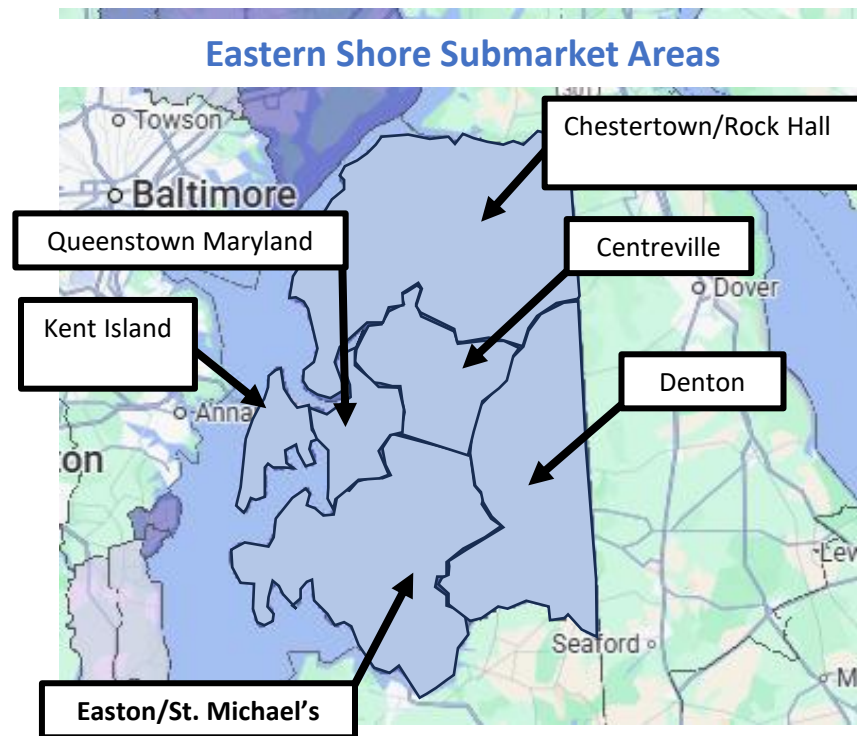 Eastern Shore Submarket Areas
(301)
Chestertown/Rock Hall
Towson
Baltimore
Queenstown Maryland
Centreville
Dover
Kent Island
Denton
Anna
ton
Lew
Seaford
M
Easton/St. Michael’s